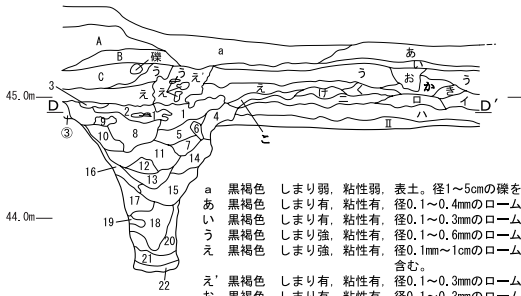 A
B
礫
C
a
あ
い
う
う
え
え
え'
う
え
け
ニ
お
か
ロ
き
う
イ
ハ
Ⅱ
3
45.0m
D
D'
③
9
10
2
8
1
5
6
7
4
こ
11
12
13
14
16
15
17
19
18
20
21
22
44.0m
a 黒褐色 しまり弱, 粘性弱, 表土。径1～5cmの礫を
あ 黒褐色 しまり有, 粘性有, 径0.1～0.4mmのローム
い 黒褐色 しまり有, 粘性有, 径0.1～0.3mmのローム
う 黒褐色 しまり強, 粘性有, 径0.1～0.6mmのローム
え 黒褐色 しまり強, 粘性有, 径0.1mm～1cmのローム
含む。
え' 黒褐色 しまり有, 粘性有, 径0.1～0.3mmのローム